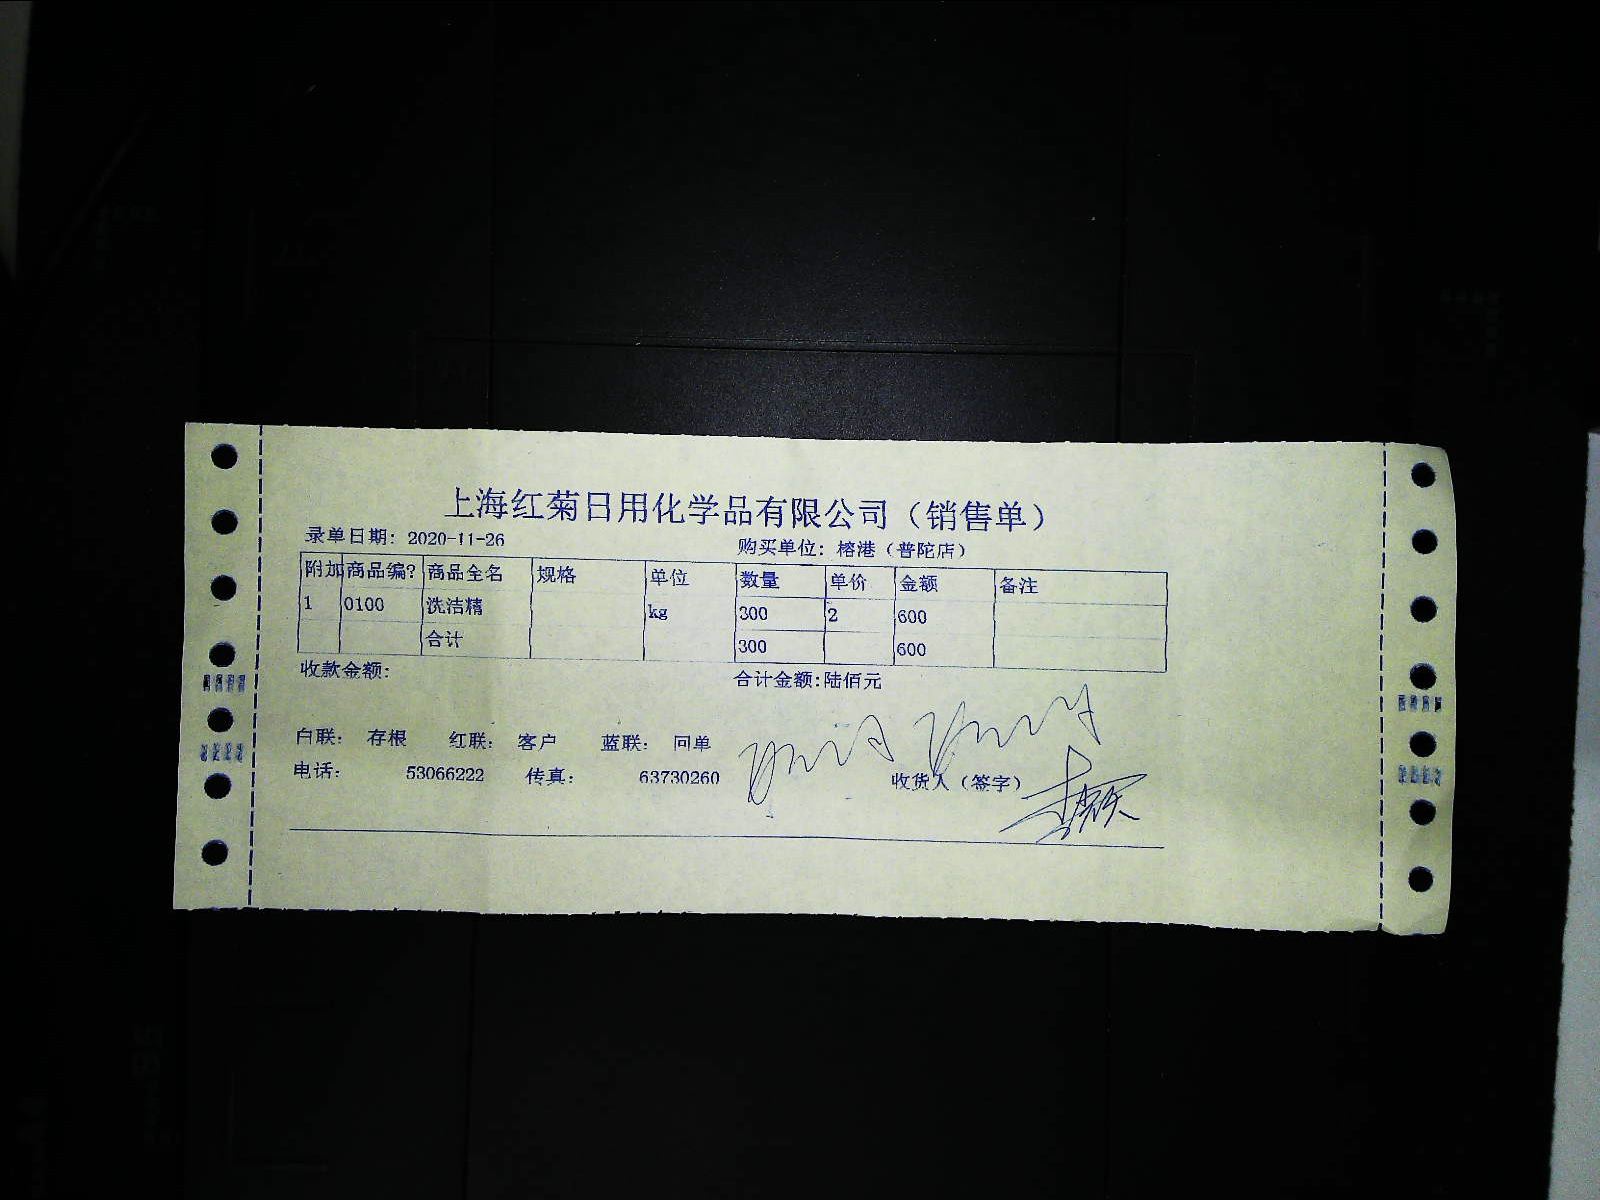 上海红菊日用化学品有限公司（销售单）
录单日期: 2020-11-26 购买单位: 榕港（普陀店）
附加 商品编? 商品全名 规格 单位 数量 单价 金额 备注
1 0100 洗洁精 kg 300 2 600
合计 300 600
收款金额: 合计金额:陆佰元
白联: 存根 红联: 客户 蓝联: 回单
电话: 53066222 传真: 63730260 收货人（签字）